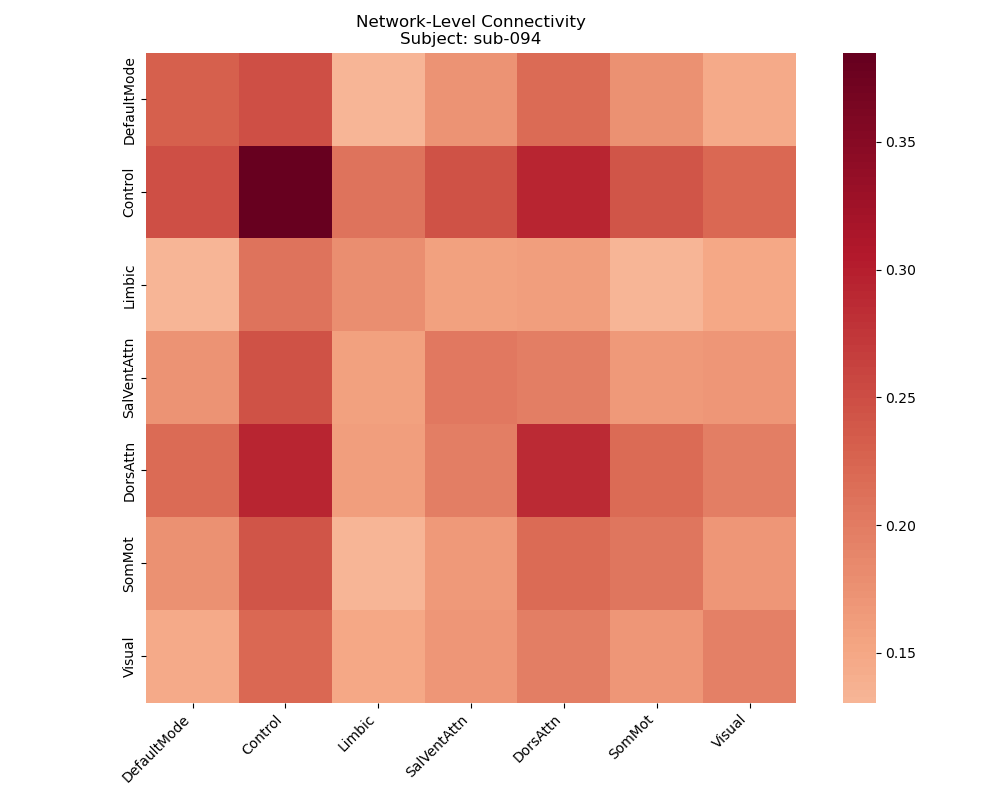 Network-Level Connectivity
Subject: sub-094
DefaultMode
Control
Limbic
SalVentAttn
DorsAttn
SomMot
Visual
DefaultMode
Control
Limbic
SalVentAttn
DorsAttn
SomMot
Visual
0.35
0.30
0.25
0.20
0.15